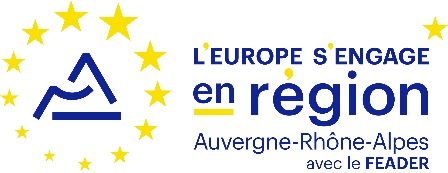 L'EUROPE S'ENGAGE
en région
Auvergne-Rhône-Alpes
avec le FEADER